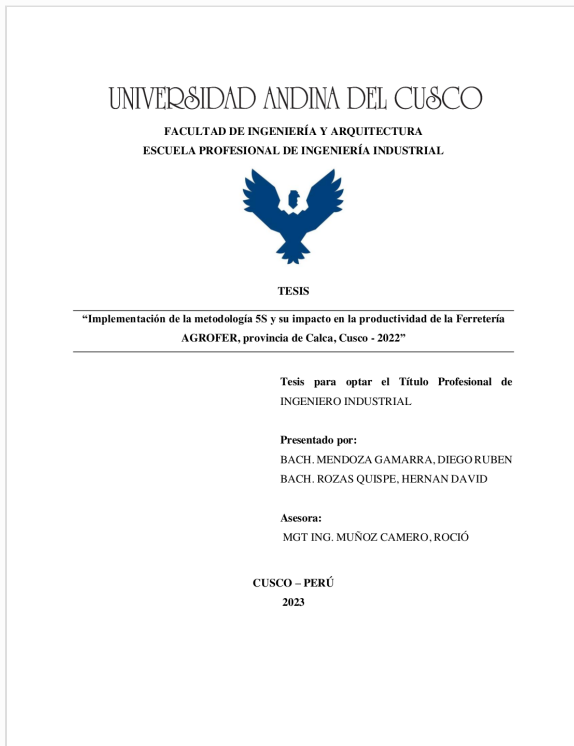 UNIVERSIDAD ANDINA DEL CUSCO
FACULTAD DE INGENIERÍA Y ARQUITECTURA
ESCUELA PROFESIONAL DE INGENIERÍA INDUSTRIAL
TESIS
“Implementación de la metodología 5S y su impacto en la productividad de la Ferretería
AGROFER, provincia de Calca, Cusco - 2022”
Tesis para optar el Título Profesional de
INGENIERO INDUSTRIAL
Presentado por:
BACH. MENDOZA GAMARRA, DIEGO RUBEN
BACH. ROZAS QUISPE, HERNAN DAVID
Asesora:
MGT ING. MUÑOZ CAMERO, ROCIÓ
CUSCO – PERÚ
2023